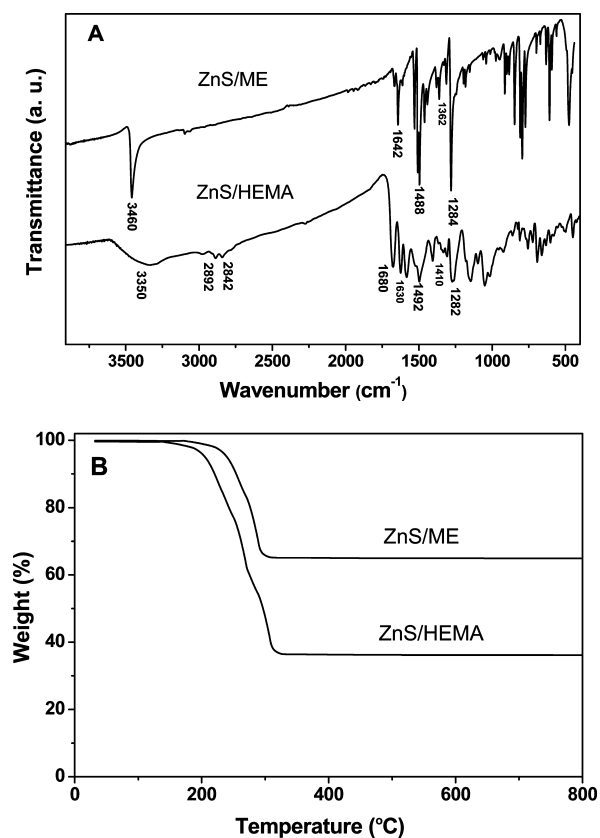 A
ZnS/ME
1362
1642
1488
1284
ZnS/HEMA
3460
3350
2892
2842
1680
1630
1492
1410
1282
Transmittance (a. u.)
3500 3000 2500 2000 1500 1000 500
Wavenumber (cm⁻¹)
B
100
80
60
40
20
0
ZnS/ME
ZnS/HEMA
Weight (%)
0 200 400 600 800
Temperature (°C)